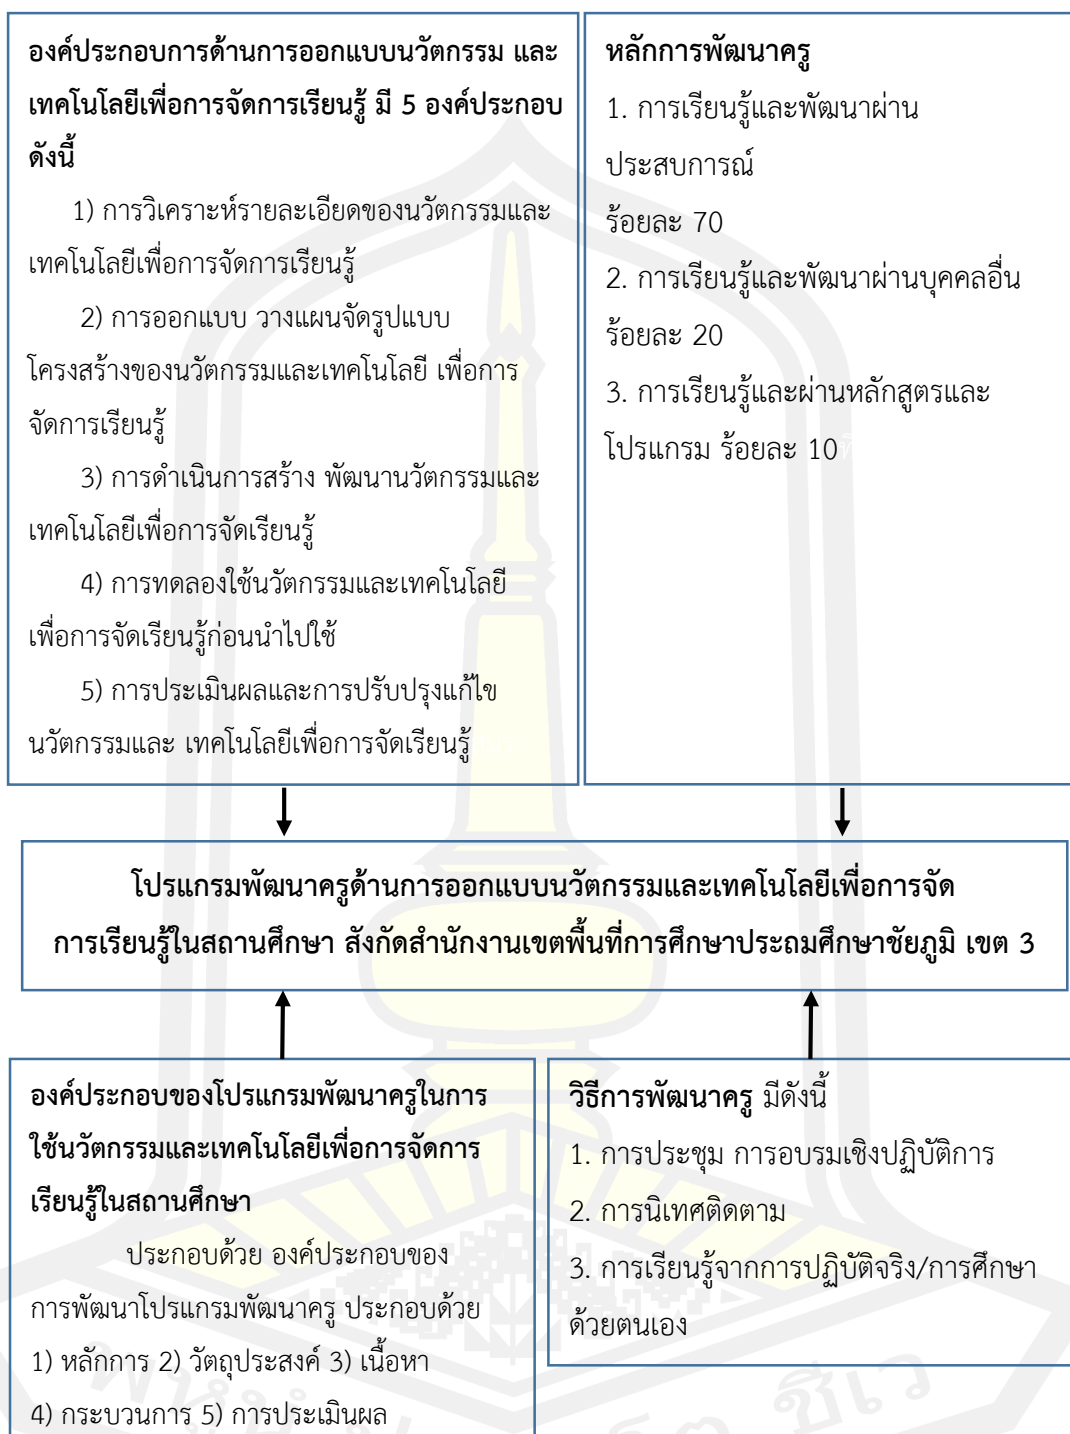 องค์ประกอบการด้านการออกแบบนวัตกรรม และ
เทคโนโลยีเพื่อการจัดการเรียนรู้ มี 5 องค์ประกอบ
ดังนี้
1) การวิเคราะห์รายละเอียดของนวัตกรรมและ
เทคโนโลยีเพื่อการจัดการเรียนรู้
2) การออกแบบ วางแผนจัดรูปแบบ
โครงสร้างของนวัตกรรมและเทคโนโลยี เพื่อการ
จัดการเรียนรู้
3) การดำเนินการสร้าง พัฒนานวัตกรรมและ
เทคโนโลยีเพื่อการจัดเรียนรู้
4) การทดลองใช้นวัตกรรมและเทคโนโลยี
เพื่อการจัดเรียนรู้ก่อนนำไปใช้
5) การประเมินผลและการปรับปรุงแก้ไข
นวัตกรรมและ เทคโนโลยีเพื่อการจัดเรียนรู้
หลักการพัฒนาครู
1. การเรียนรู้และพัฒนาผ่าน
ประสบการณ์
ร้อยละ 70
2. การเรียนรู้และพัฒนาผ่านบุคคลอื่น
ร้อยละ 20
3. การเรียนรู้และผ่านหลักสูตรและ
โปรแกรม ร้อยละ 10
โปรแกรมพัฒนาครูด้านการออกแบบนวัตกรรมและเทคโนโลยีเพื่อการจัด
การเรียนรู้ในสถานศึกษา สังกัดสำนักงานเขตพื้นที่การศึกษาประถมศึกษาชัยภูมิ เขต 3
องค์ประกอบของโปรแกรมพัฒนาครูในการ
ใช้นวัตกรรมและเทคโนโลยีเพื่อการจัดการ
เรียนรู้ในสถานศึกษา
ประกอบด้วย องค์ประกอบของ
การพัฒนาโปรแกรมพัฒนาครู ประกอบด้วย
1) หลักการ 2) วัตถุประสงค์ 3) เนื้อหา
4) กระบวนการ 5) การประเมินผล
วิธีการพัฒนาครู มีดังนี้
1. การประชุม การอบรมเชิงปฏิบัติการ
2. การนิเทศติดตาม
3. การเรียนรู้จากการปฏิบัติจริง/การศึกษา
ด้วยตนเอง
ชีเว